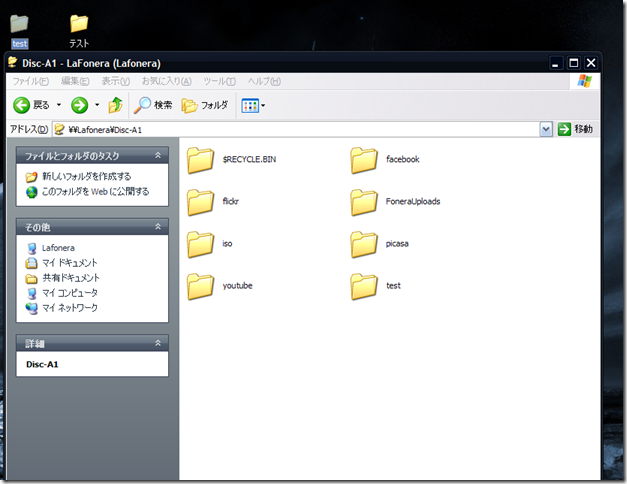 test
テスト
Disc-A1 - LaFonera (Lafonera)
ファイル(F) 編集(E) 表示(V) お気に入り(A) ツール(T) ヘルプ(H)
戻る 検索 フォルダ
アドレス(D) ¥¥Lafonera¥Disc-A1 移動
ファイルとフォルダのタスク
新しいフォルダを作成する
このフォルダを Web に公開する
その他
Lafonera
マイ ドキュメント
共有ドキュメント
マイ コンピュータ
マイ ネットワーク
詳細
Disc-A1
$RECYCLE.BIN facebook
flickr FoneraUploads
iso picasa
youtube test